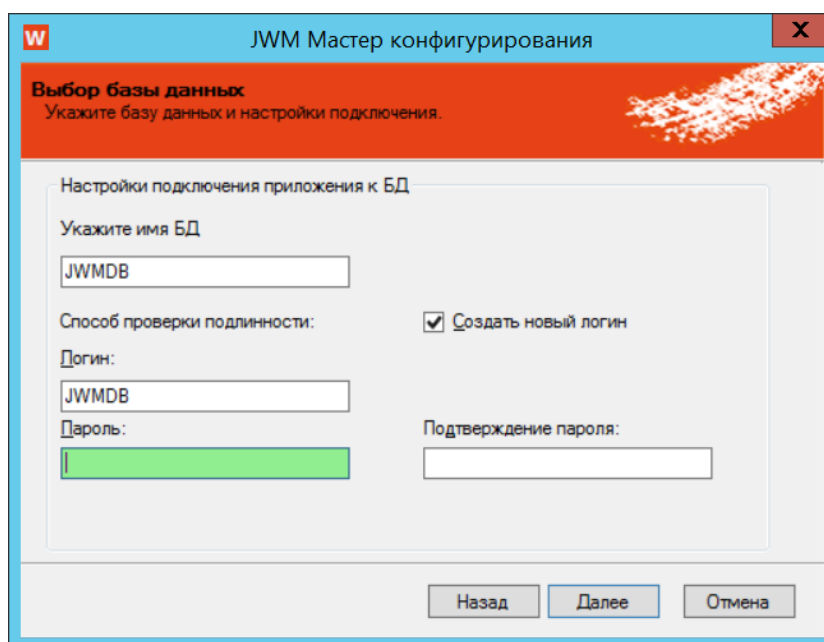 W JWM Мастер конфигурирования X
Выбор базы данных
Укажите базу данных и настройки подключения.
Настройки подключения приложения к БД
Укажите имя БД
JWMDB
Способ проверки подлинности: Создать новый логин
Логин:
JWMDB
Пароль: Подтверждение пароля:
Назад Далее Отмена